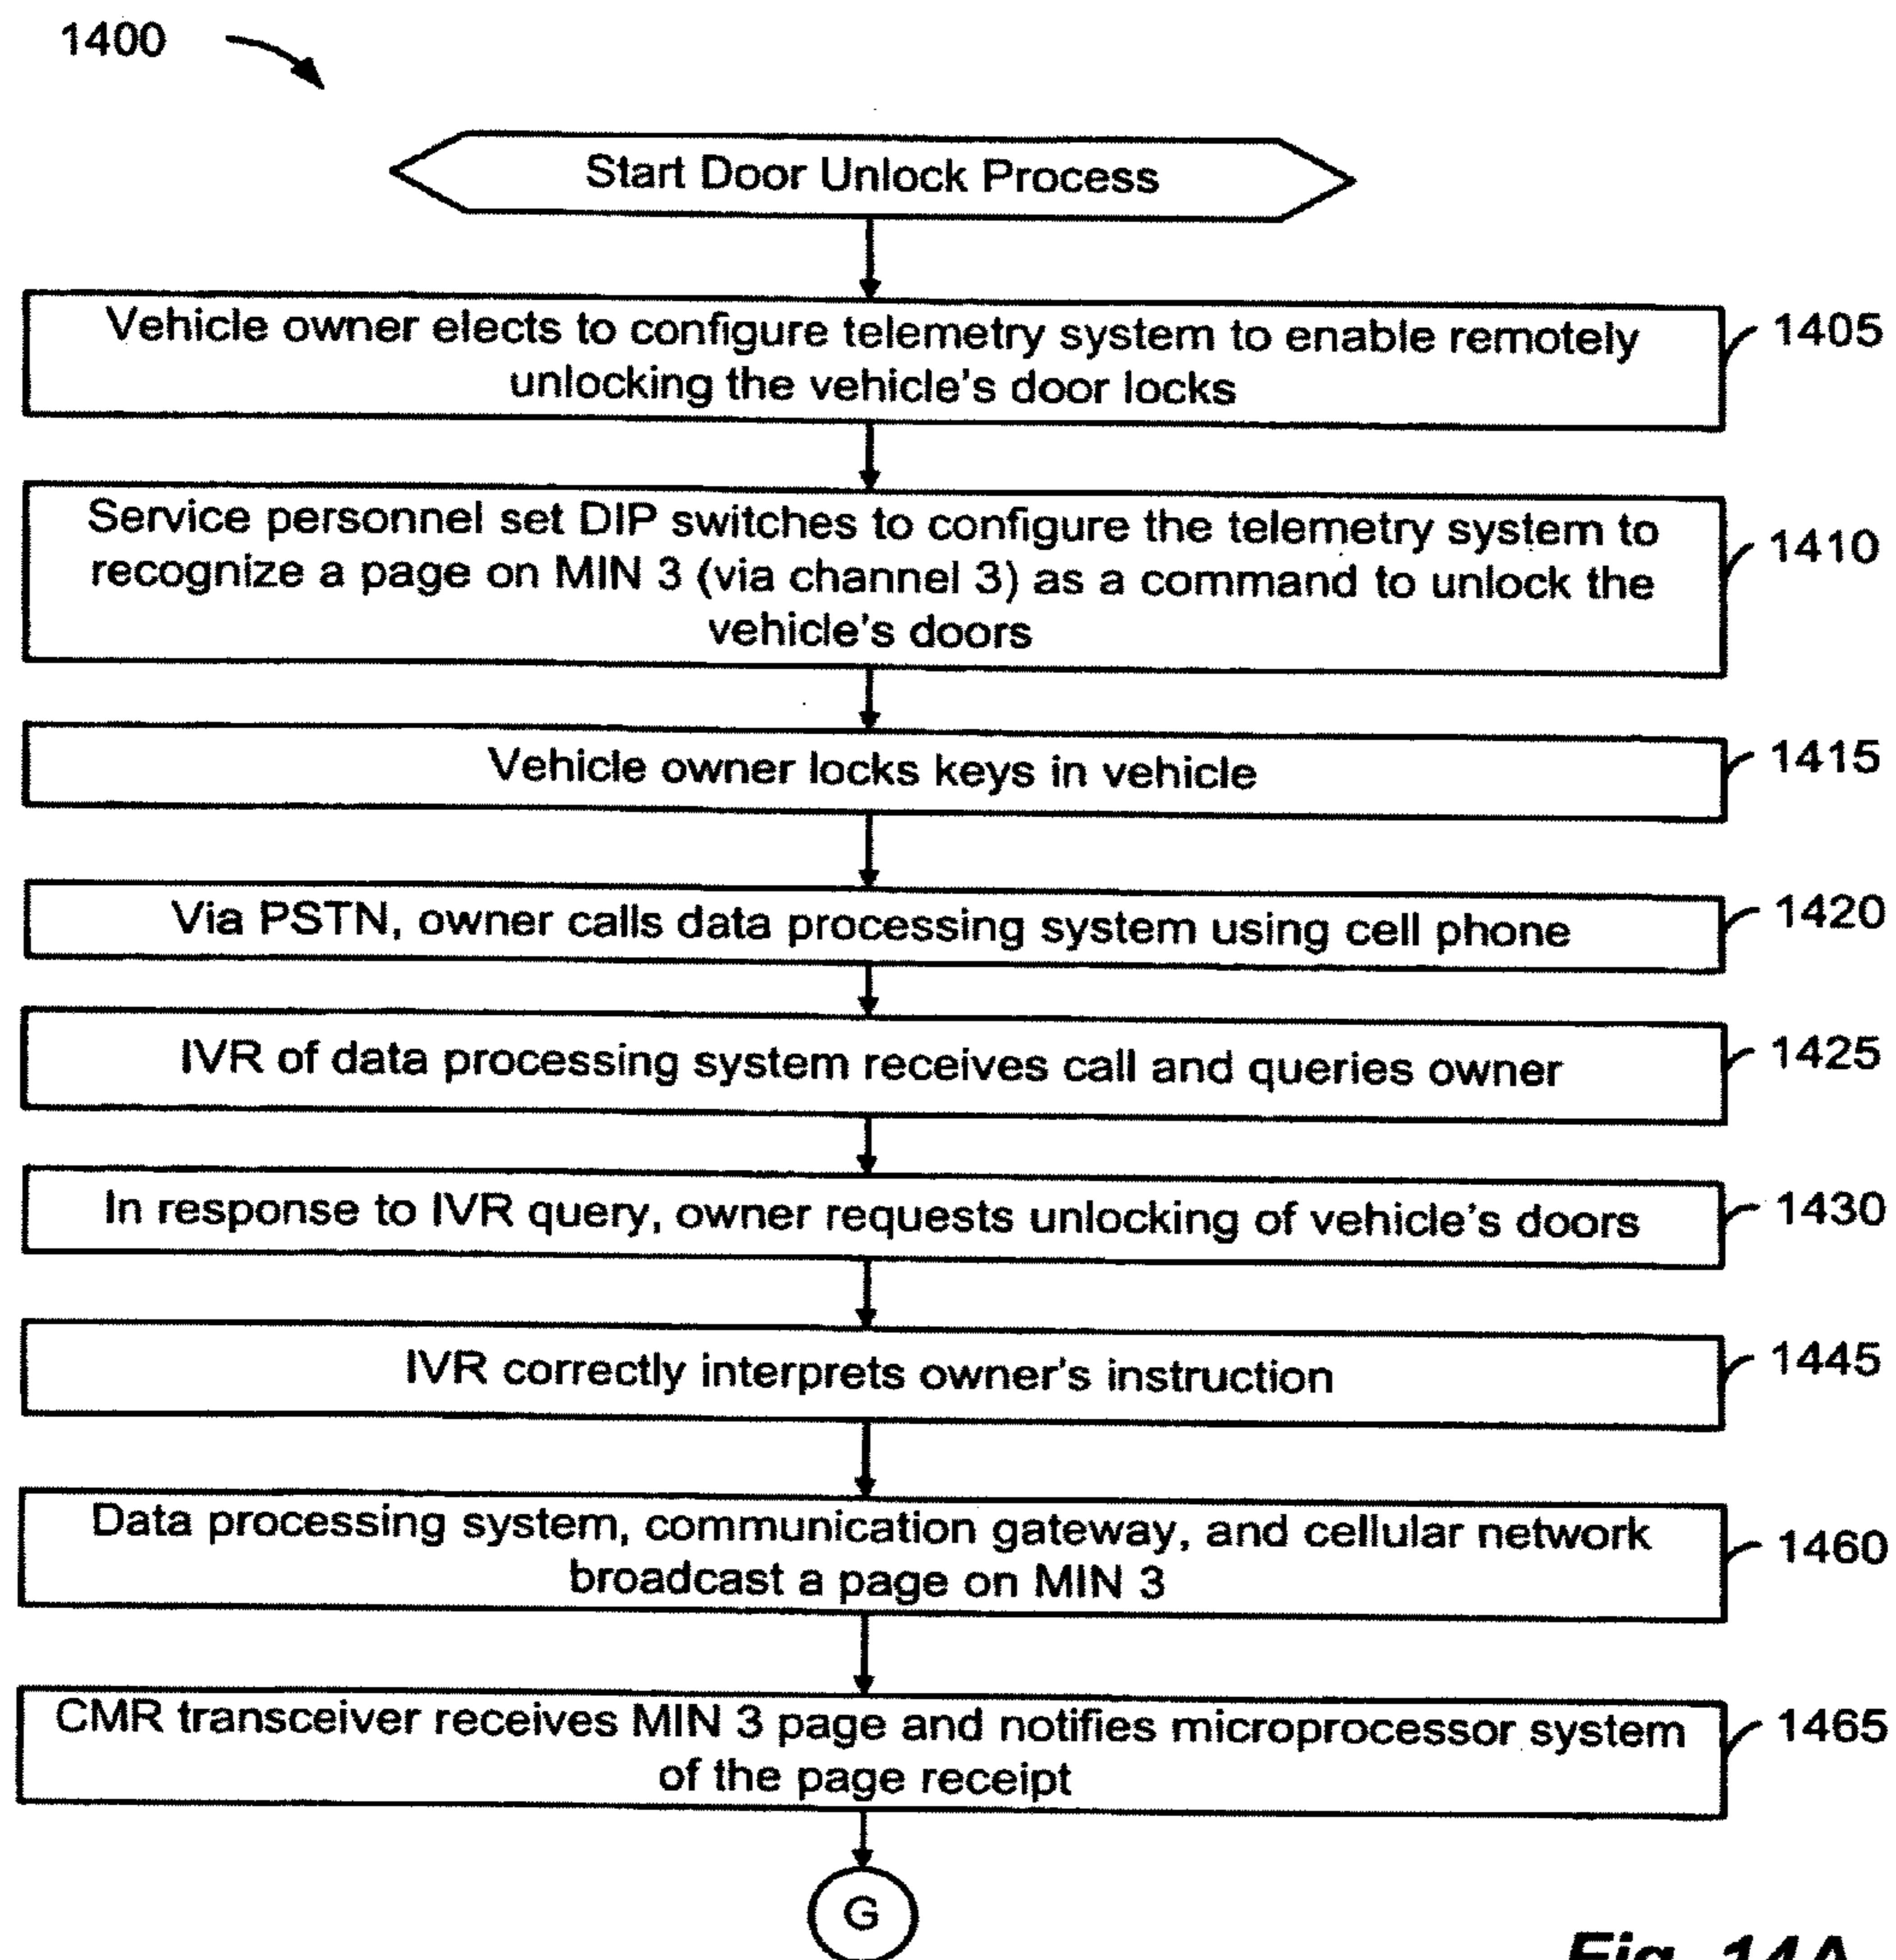 1400
Start Door Unlock Process
Vehicle owner elects to configure telemetry system to enable remotely
unlocking the vehicle's door locks
1405
Service personnel set DIP switches to configure the telemetry system to
recognize a page on MIN 3 (via channel 3) as a command to unlock the
vehicle's doors
1410
Vehicle owner locks keys in vehicle
1415
Via PSTN, owner calls data processing system using cell phone
1420
IVR of data processing system receives call and queries owner
1425
In response to IVR query, owner requests unlocking of vehicle's doors
1430
IVR correctly interprets owner's instruction
1445
Data processing system, communication gateway, and cellular network
broadcast a page on MIN 3
1460
CMR transceiver receives MIN 3 page and notifies microprocessor system
of the page receipt
1465
G
Fig. 14A